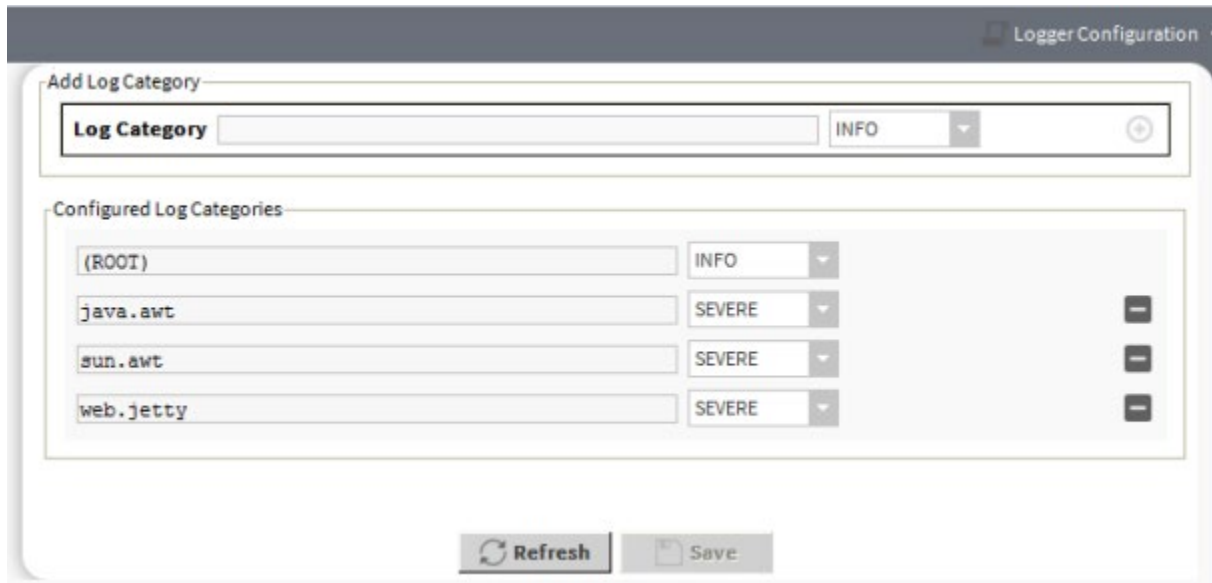 Logger Configuration
Add Log Category
Log Category INFO
Configured Log Categories
(ROOT) INFO
java.awt SEVERE
sun.awt SEVERE
web.jetty SEVERE
Refresh Save